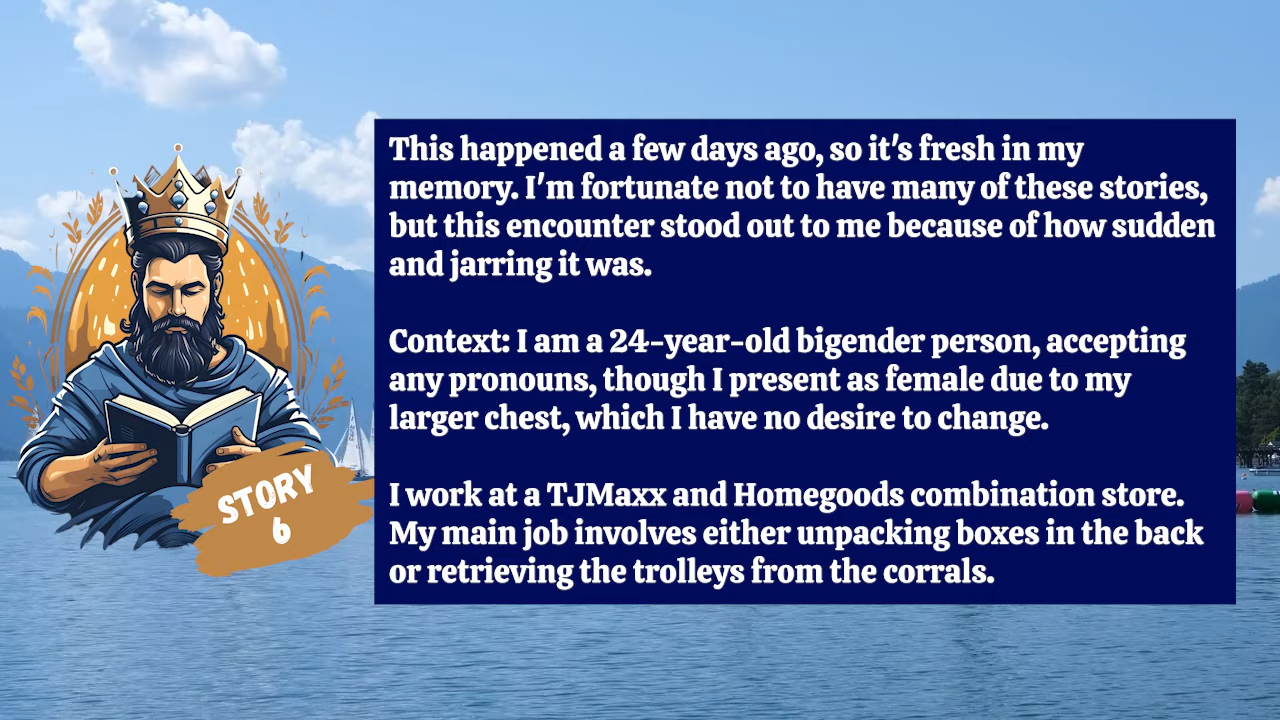 This happened a few days ago, so it's fresh in my
memory. I'm fortunate not to have many of these stories,
but this encounter stood out to me because of how sudden
and jarring it was.
Context: I am a 24-year-old bigender person, accepting
any pronouns, though I present as female due to my
larger chest, which I have no desire to change.
I work at a TJMaxx and Homegoods combination store.
My main job involves either unpacking boxes in the back
or retrieving the trolleys from the corrals.
STORY
6